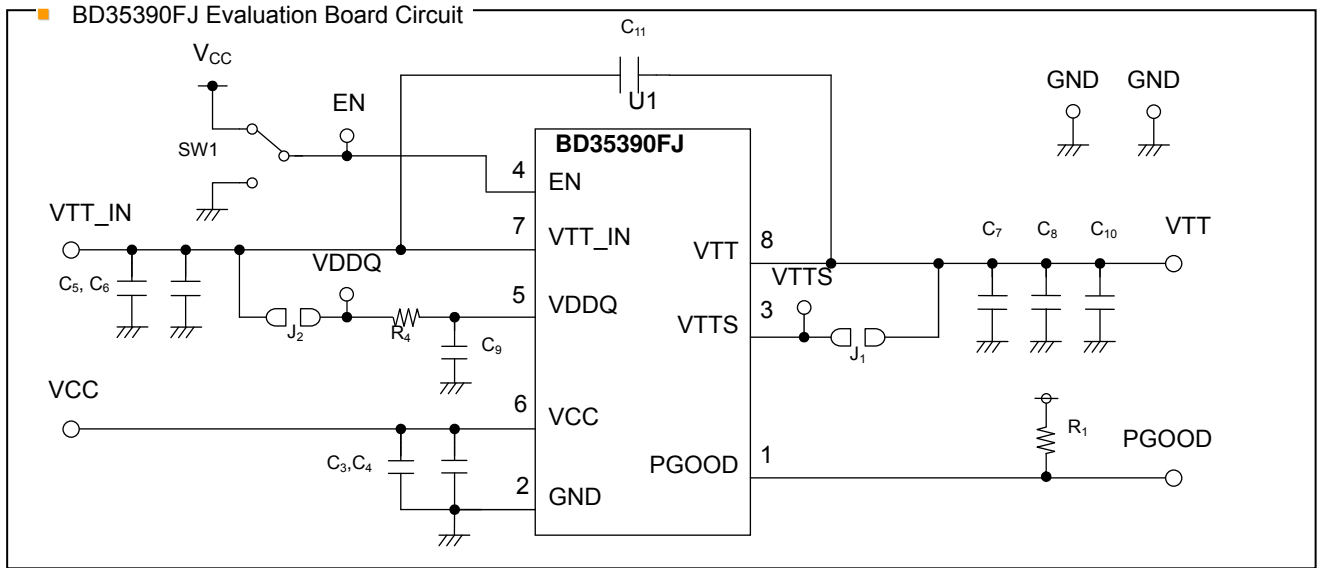 BD35390FJ Evaluation Board Circuit
C11
VCC
GND GND
EN
U1
BD35390FJ
SW1
4
EN
VTT_IN
7
VTT_IN
VTT
8
C7
C8
C10
VTT
VDDQ
VTTS
C5, C6
5
VDDQ
3
VTTS
J2
R4
C9
J1
VCC
6
VCC
R1
PGOOD
C3,C4
PGOOD
1
2
GND